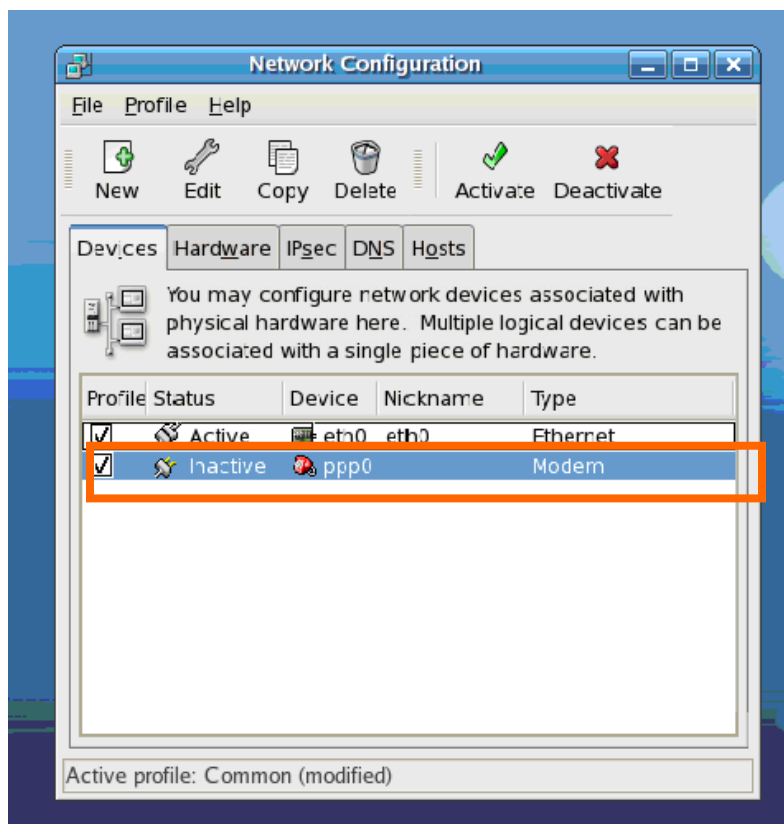 Network Configuration
File Profile Help
New Edit Copy Delete Activate Deactivate
Devices Hardware IPsec DNS Hosts
You may configure network devices associated with
physical hardware here. Multiple logical devices can be
associated with a single piece of hardware.
Profile Status Device Nickname Type
Active eth0 eth0 Ethernet
Inactive ppp0 Modem
Active profile: Common (modified)